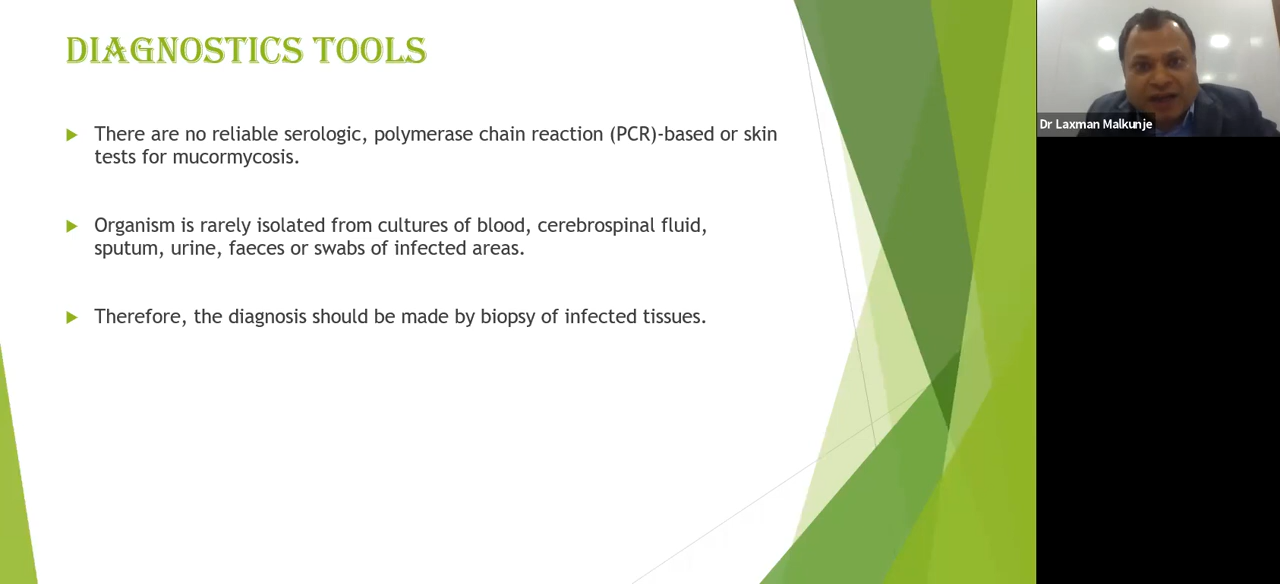 DIAGNOSTICS TOOLS
There are no reliable serologic, polymerase chain reaction (PCR)-based or skin
tests for mucormycosis.
Organism is rarely isolated from cultures of blood, cerebrospinal fluid,
sputum, urine, faeces or swabs of infected areas.
Therefore, the diagnosis should be made by biopsy of infected tissues.
Dr Laxman Malkunje